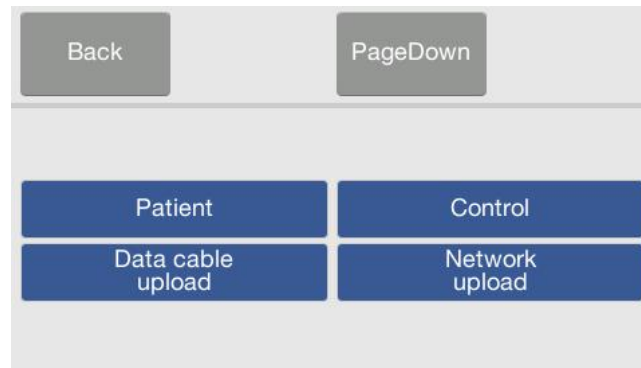 Back
PageDown
Patient
Control
Data cable
upload
Network
upload